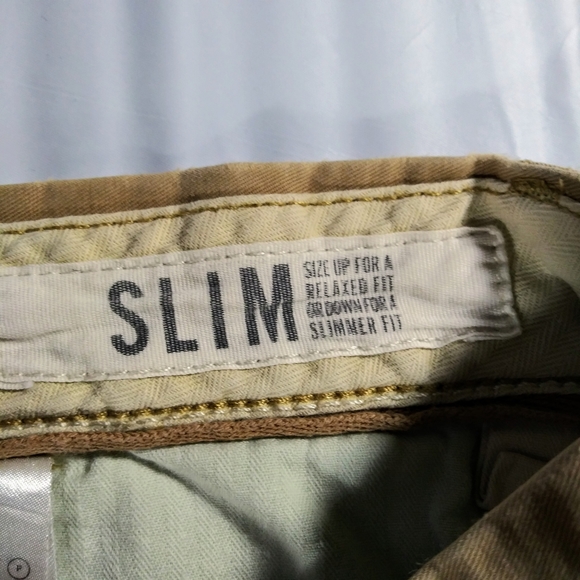 SLIM
SIZE UP FOR A
RELAXED FIT
OR DOWN FOR A
SLIMMER FIT
P